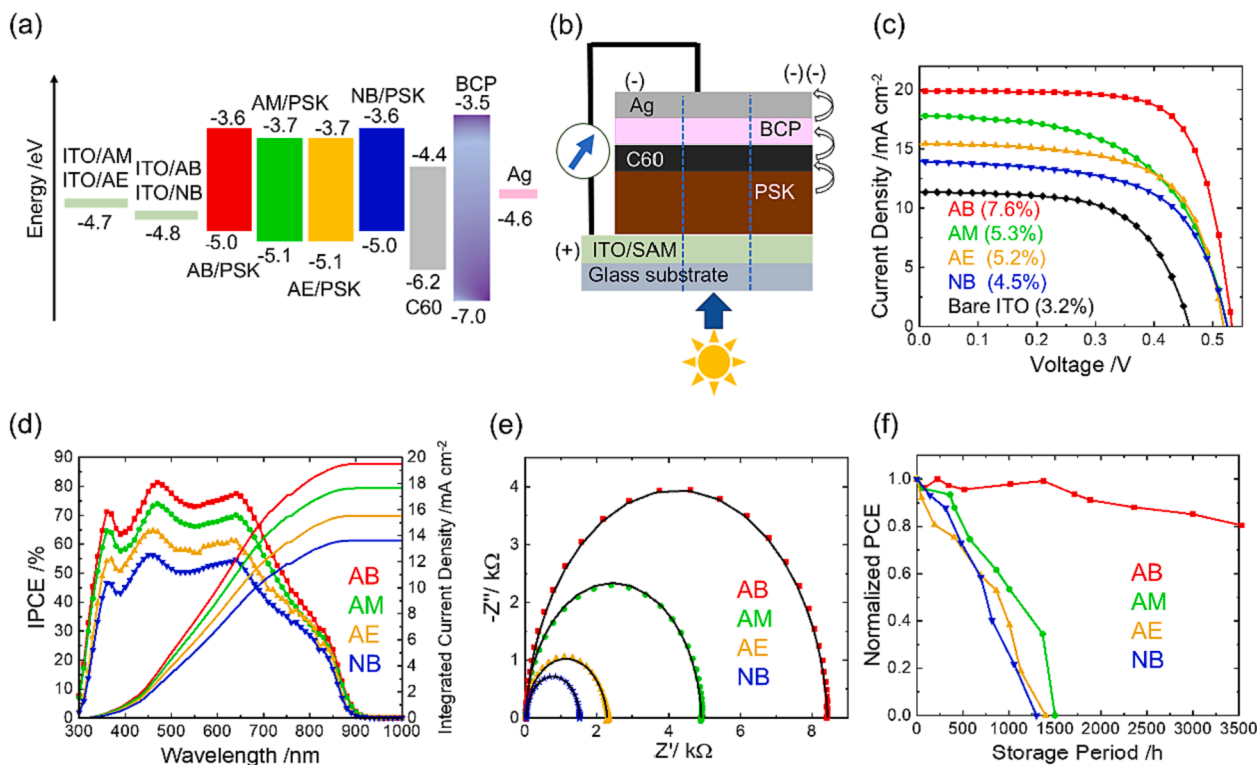 (a)
Energy/eV
ITO/AM
ITO/AE
-4.7
ITO/AB
ITO/NB
-4.8
-3.6
-5.0
AB/PSK
AM/PSK
-3.7
-5.1
-3.7
-5.1
AE/PSK
NB/PSK
-3.6
-5.0
-4.4
-6.2
C60
BCP
-3.5
-7.0
Ag
-4.6
(b)
(-)
(-)(-)
Ag
BCP
C60
PSK
(+)
ITO/SAM
Glass substrate
(c)
Current Density /mA cm-2
25
20
15
10
5
0
AB (7.6%)
AM (5.3%)
AE (5.2%)
NB (4.5%)
Bare ITO (3.2%)
0.0 0.1 0.2 0.3 0.4 0.5
Voltage /V
(d)
IPCE /%
90
80
70
60
50
40
30
20
10
0
AB
AM
AE
NB
20
18
16
14
12
10
8
6
4
2
0
Integrated Current Density /mA cm-2
300 400 500 600 700 800 900 1000
Wavelength /nm
(e)
-Z''/ kΩ
5
4
3
2
1
0
AB
AM
AE
NB
0 2 4 6 8
Z'/ kΩ
(f)
Normalized PCE
1.0
0.8
0.6
0.4
0.2
0.0
AB
AM
AE
NB
0 500 1000 1500 2000 2500 3000 3500
Storage Period /h